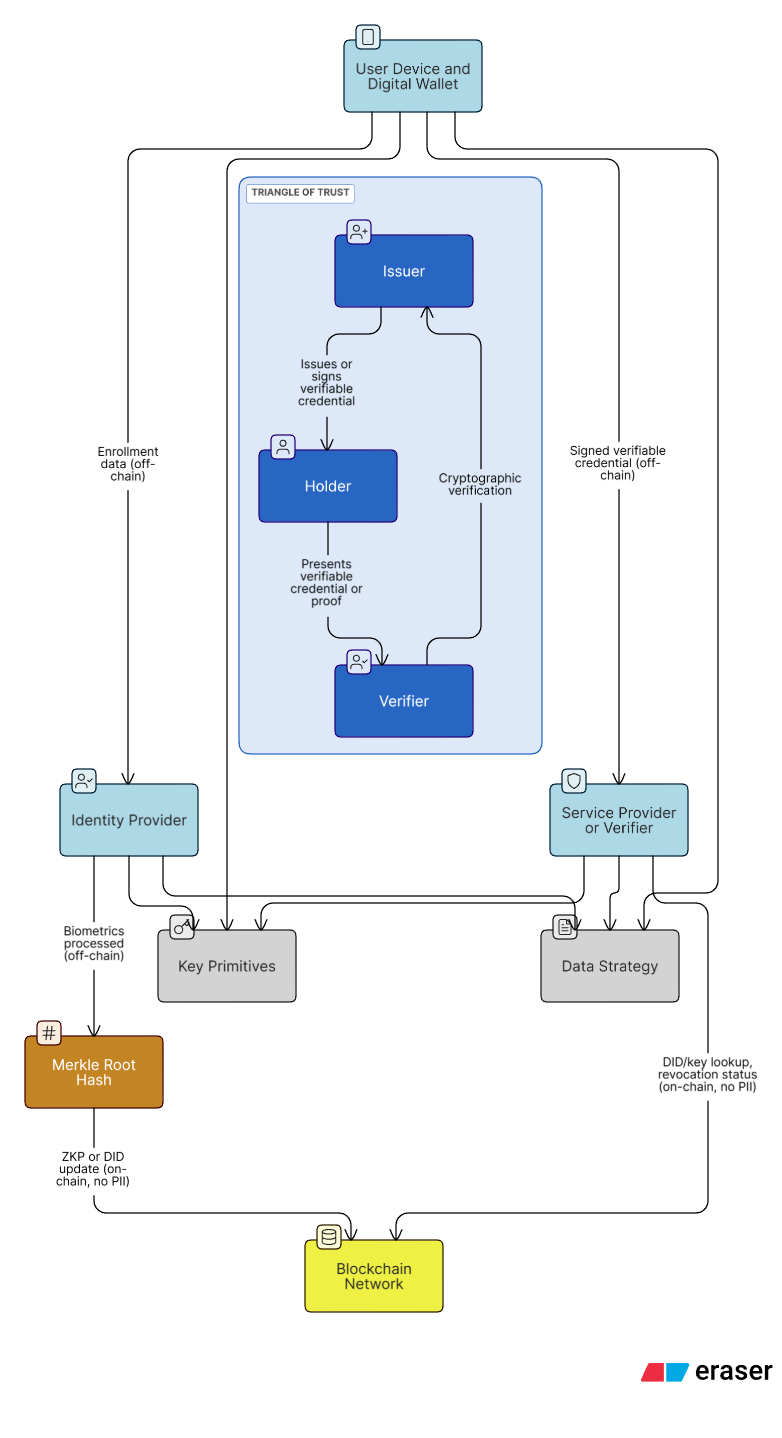 User Device and
Digital Wallet
TRIANGLE OF TRUST
Issuer
Issues or
signs
verifiable
credential
Enrollment
data (off-
chain)
Signed verifiable
credential (off-
chain)
Holder
Cryptographic
verification
Presents
verifiable
credential or
proof
Verifier
Identity Provider
Service Provider
or Verifier
Biometrics
processed
(off-chain)
Key Primitives
Data Strategy
Merkle Root
Hash
DID/key lookup,
revocation status
(on-chain, no PII)
ZKP or DID
update (on-
chain, no PII)
Blockchain
Network
eraser